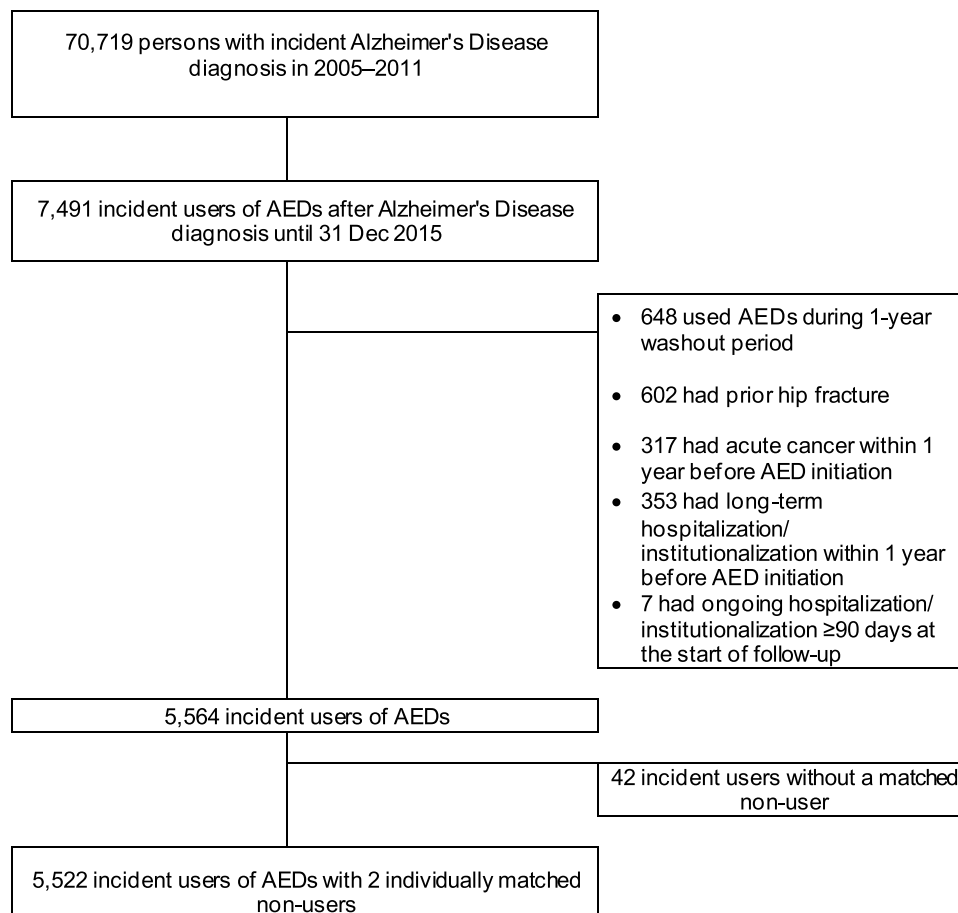 70,719 persons with incident Alzheimer's Disease
diagnosis in 2005–2011
7,491 incident users of AEDs after Alzheimer's Disease
diagnosis until 31 Dec 2015
• 648 used AEDs during 1-year
washout period
• 602 had prior hip fracture
• 317 had acute cancer within 1
year before AED initiation
• 353 had long-term
hospitalization/
institutionalization within 1 year
before AED initiation
• 7 had ongoing hospitalization/
institutionalization ≥90 days at
the start of follow-up
5,564 incident users of AEDs
42 incident users without a matched
non-user
5,522 incident users of AEDs with 2 individually matched
non-users